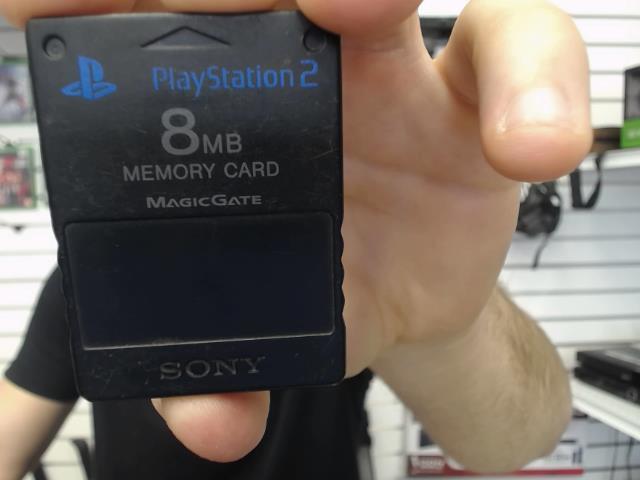 PlayStation 2
8MB
MEMORY CARD
MAGICGATE
SONY